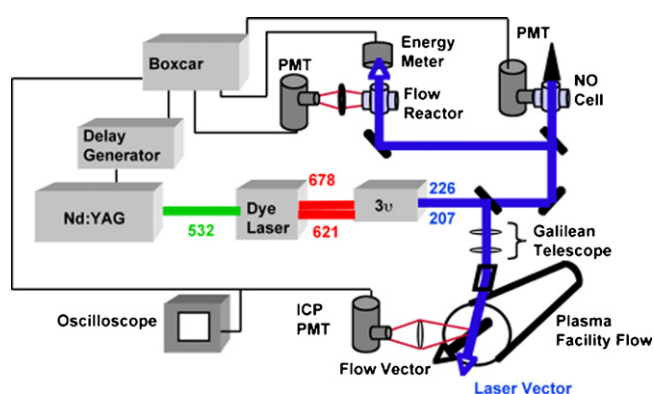 Boxcar
PMT
Energy
Meter
Flow
Reactor
PMT
NO
Cell
Delay
Generator
Nd:YAG
532
Dye
Laser
678
621
3υ
226
207
Galilean
Telescope
Oscilloscope
ICP
PMT
Flow Vector
Plasma
Facility Flow
Laser Vector